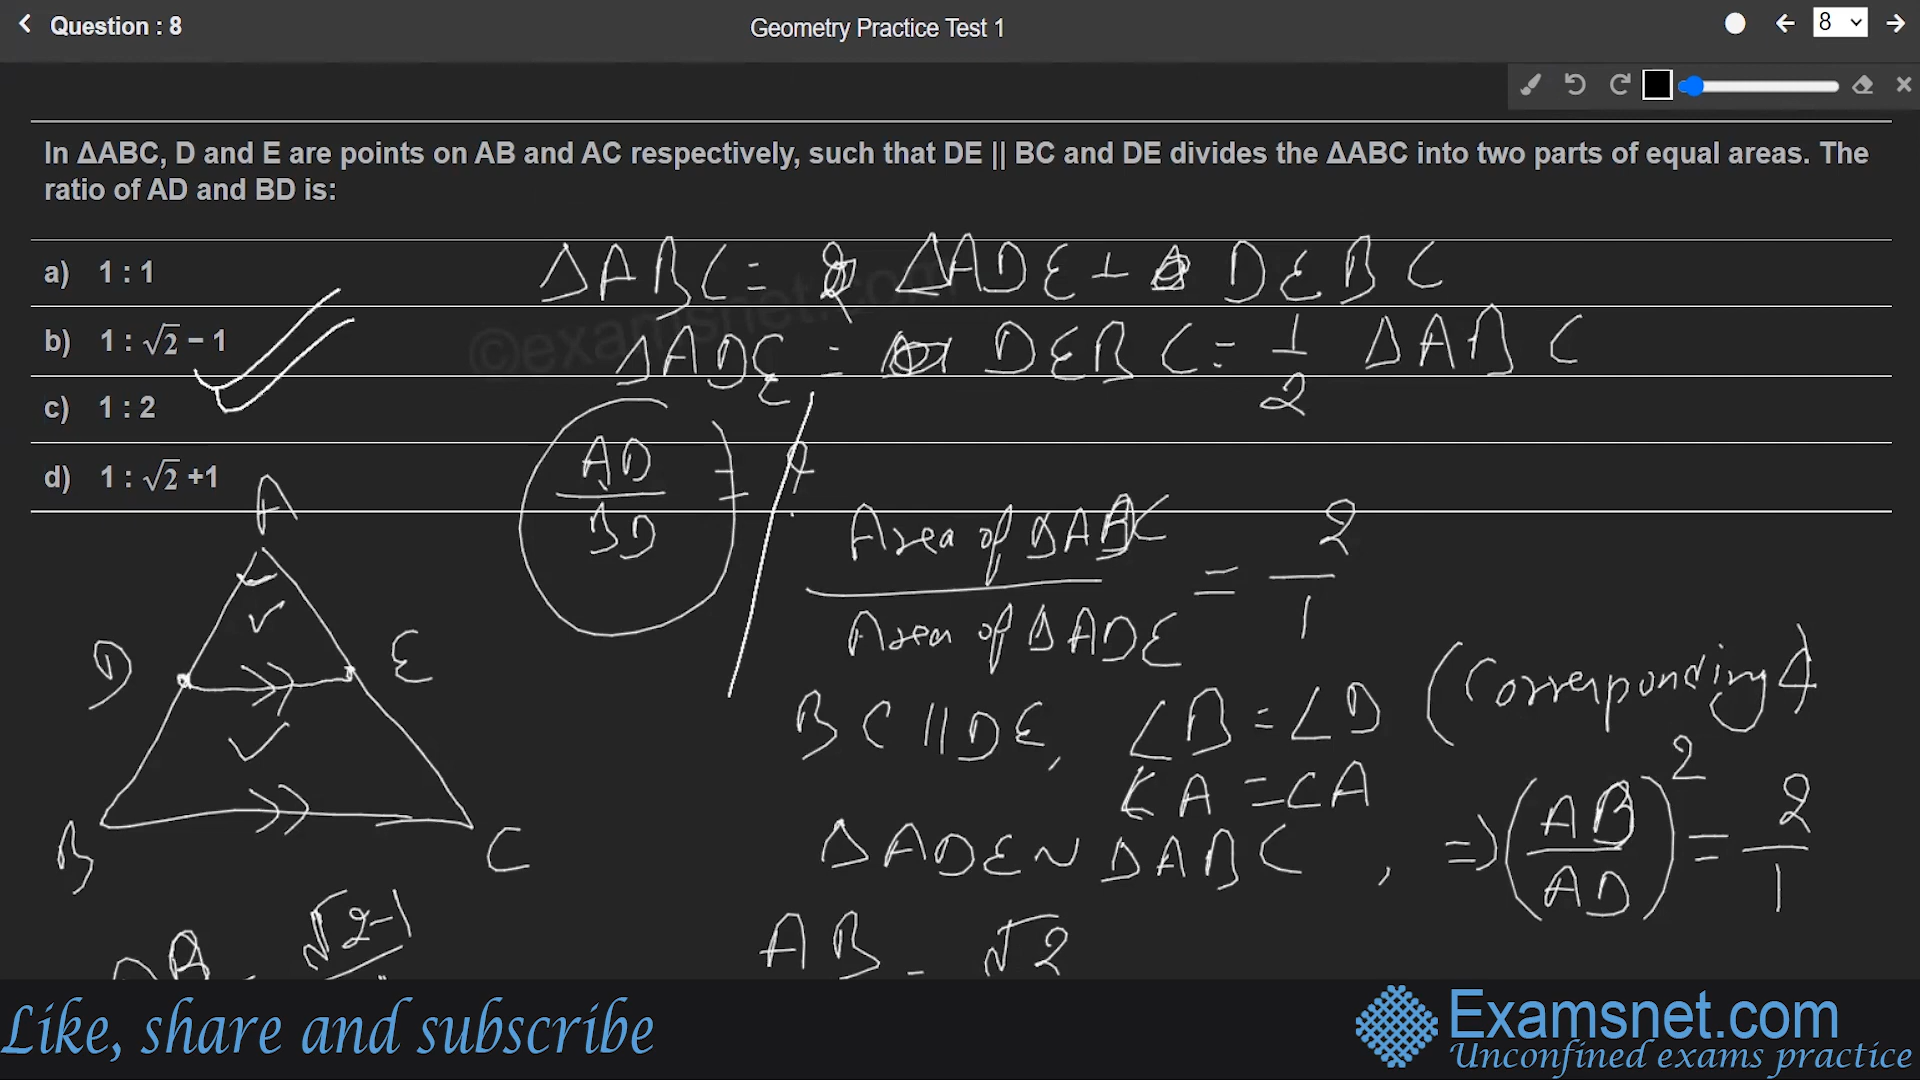 Question : 8
Geometry Practice Test 1
8
In ΔABC, D and E are points on AB and AC respectively, such that DE || BC and DE divides the ΔABC into two parts of equal areas. The
ratio of AD and BD is:
a) 1 : 1
b) 1 : √2 − 1
c) 1 : 2
d) 1 : √2 +1
©examsnet.com
ΔABC = ΔADE + DEBC
ΔADE = DEBC = 1/2 ΔABC
AD/BD =
Area of ΔABC / Area of ΔADE = 2/1
BC || DE, ∠B = ∠D (Corresponding
∠A = ∠A
ΔADE ~ ΔABC, ⇒ (AB/AD)² = 2/1
A
D
E
B
C
√2-1
AB = √2
Like, share and subscribe
Examsnet.com
Unconfined exams practice